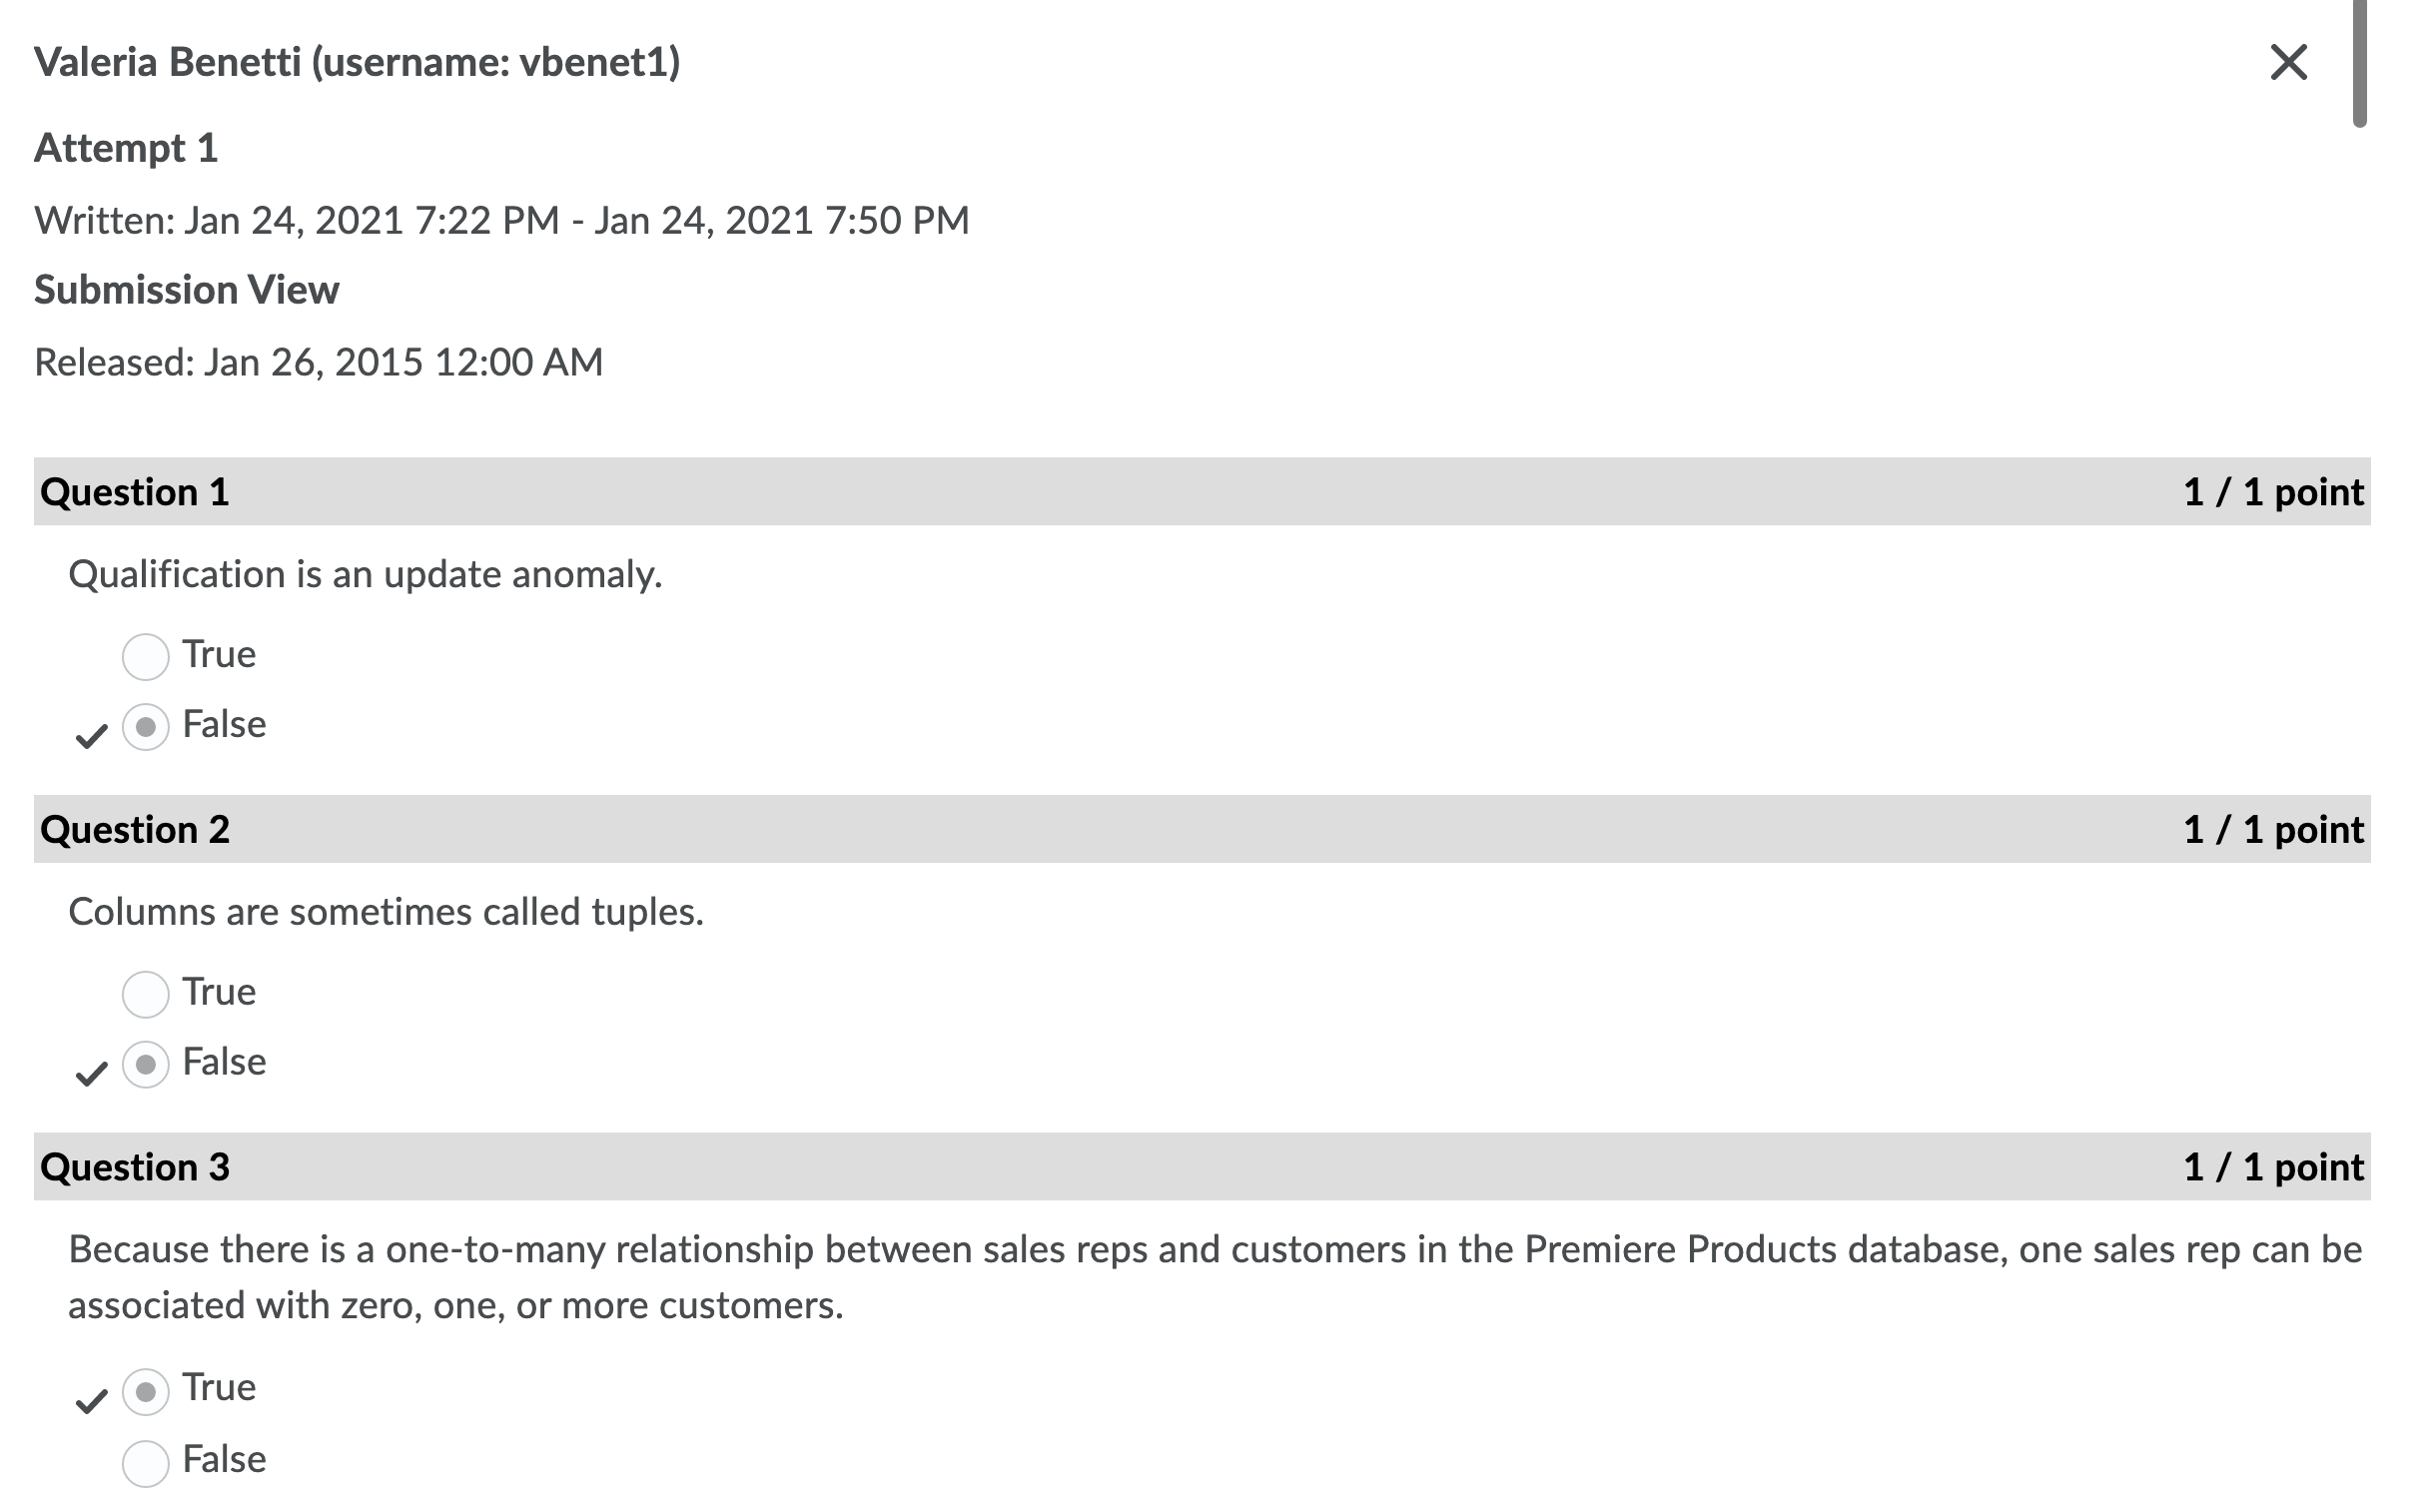 Valeria Benetti (username: vbenet1)
Attempt 1
Written: Jan 24, 2021 7:22 PM - Jan 24, 2021 7:50 PM
Submission View
Released: Jan 26, 2015 12:00 AM
Question 1 1 / 1 point
Qualification is an update anomaly.
True
False
Question 2 1 / 1 point
Columns are sometimes called tuples.
True
False
Question 3 1 / 1 point
Because there is a one-to-many relationship between sales reps and customers in the Premiere Products database, one sales rep can be
associated with zero, one, or more customers.
True
False